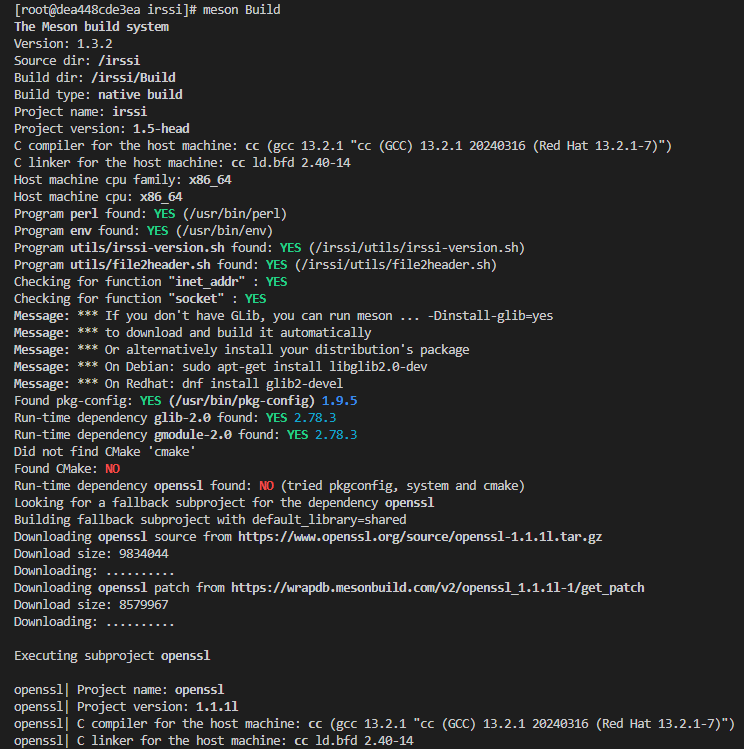 [root@dea448cde3ea irssi]# meson Build
The Meson build system
Version: 1.3.2
Source dir: /irssi
Build dir: /irssi/Build
Build type: native build
Project name: irssi
Project version: 1.5-head
C compiler for the host machine: cc (gcc 13.2.1 "cc (GCC) 13.2.1 20240316 (Red Hat 13.2.1-7)")
C linker for the host machine: cc ld.bfd 2.40-14
Host machine cpu family: x86_64
Host machine cpu: x86_64
Program perl found: YES (/usr/bin/perl)
Program env found: YES (/usr/bin/env)
Program utils/irssi-version.sh found: YES (/irssi/utils/irssi-version.sh)
Program utils/file2header.sh found: YES (/irssi/utils/file2header.sh)
Checking for function "inet_addr" : YES
Checking for function "socket" : YES
Message: *** If you don't have GLib, you can run meson ... -Dinstall-glib=yes
Message: *** to download and build it automatically
Message: *** Or alternatively install your distribution's package
Message: *** On Debian: sudo apt-get install libglib2.0-dev
Message: *** On Redhat: dnf install glib2-devel
Found pkg-config: YES (/usr/bin/pkg-config) 1.9.5
Run-time dependency glib-2.0 found: YES 2.78.3
Run-time dependency gmodule-2.0 found: YES 2.78.3
Did not find CMake 'cmake'
Found CMake: NO
Run-time dependency openssl found: NO (tried pkgconfig, system and cmake)
Looking for a fallback subproject for the dependency openssl
Building fallback subproject with default_library=shared
Downloading openssl source from https://www.openssl.org/source/openssl-1.1.1l.tar.gz
Download size: 9834044
Downloading: ..........
Downloading openssl patch from https://wrapdb.mesonbuild.com/v2/openssl_1.1.1l-1/get_patch
Download size: 8579967
Downloading: ..........
Executing subproject openssl
openssl| Project name: openssl
openssl| Project version: 1.1.1l
openssl| C compiler for the host machine: cc (gcc 13.2.1 "cc (GCC) 13.2.1 20240316 (Red Hat 13.2.1-7)")
openssl| C linker for the host machine: cc ld.bfd 2.40-14